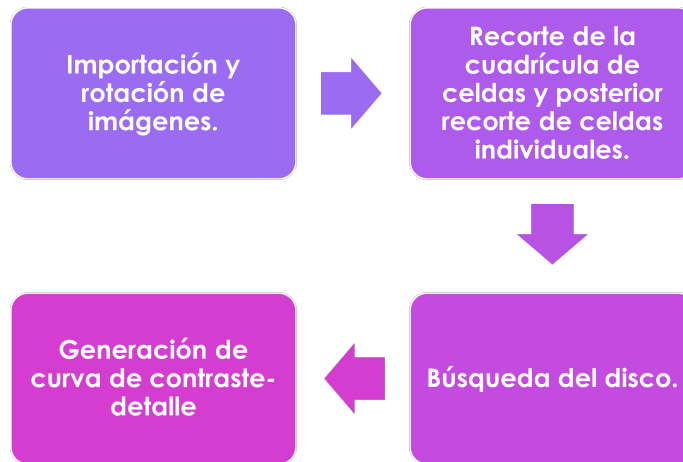 Importación y
rotación de
imágenes.
Recorte de la
cuadrícula de
celdas y posterior
recorte de celdas
individuales.
Búsqueda del disco.
Generación de
curva de contraste-
detalle